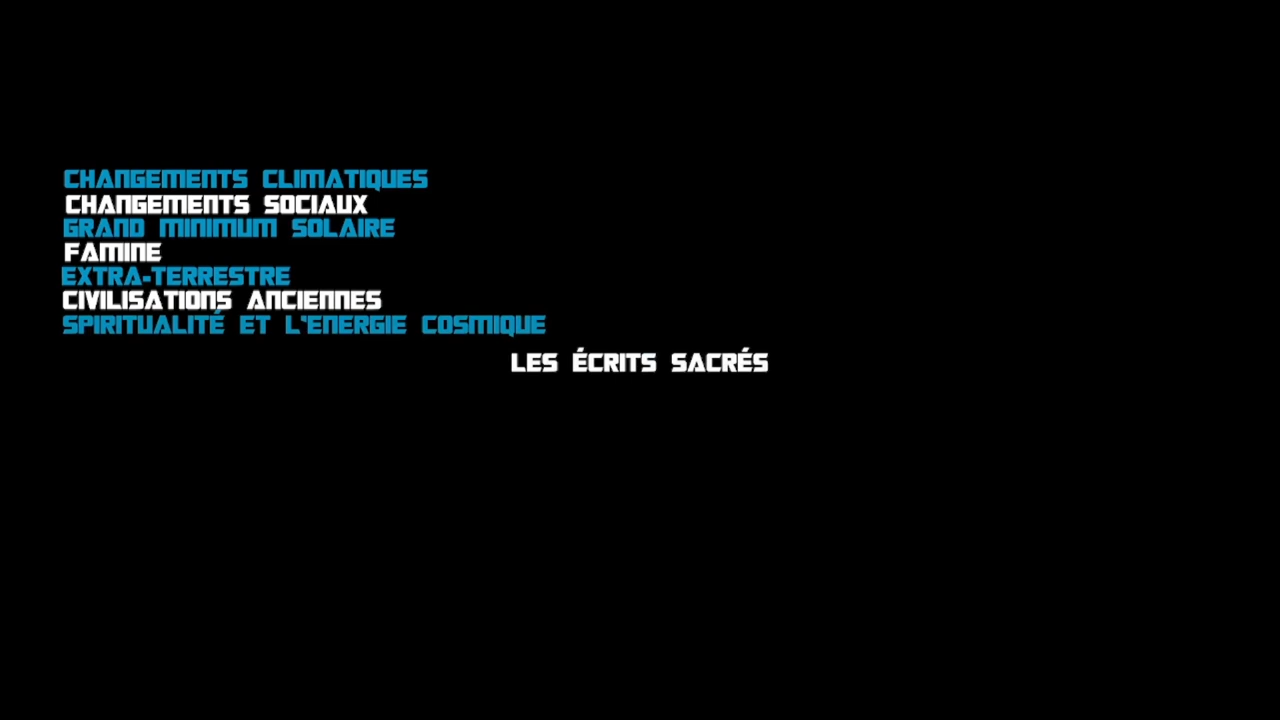 CHANGEMENTS CLIMATIQUES
CHANGEMENTS SOCIAUX
GRAND MINIMUM SOLAIRE
FAMINE
EXTRA-TERRESTRE
CIVILISATIONS ANCIENNES
SPIRITUALITÉ ET L'ENERGIE COSMIQUE
LES ÉCRITS SACRÉS